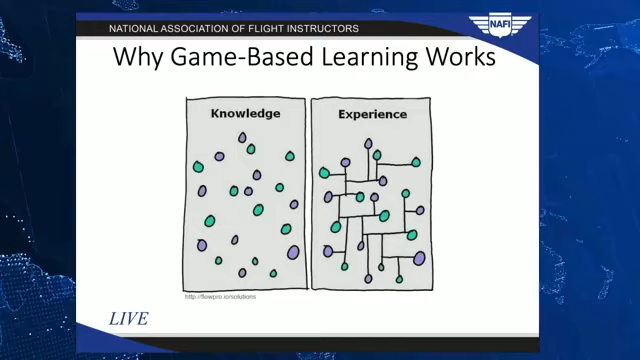 NATIONAL ASSOCIATION OF FLIGHT INSTRUCTORS
NAFI
Why Game-Based Learning Works
Knowledge
Experience
http://flowpro.io/solutions
LIVE